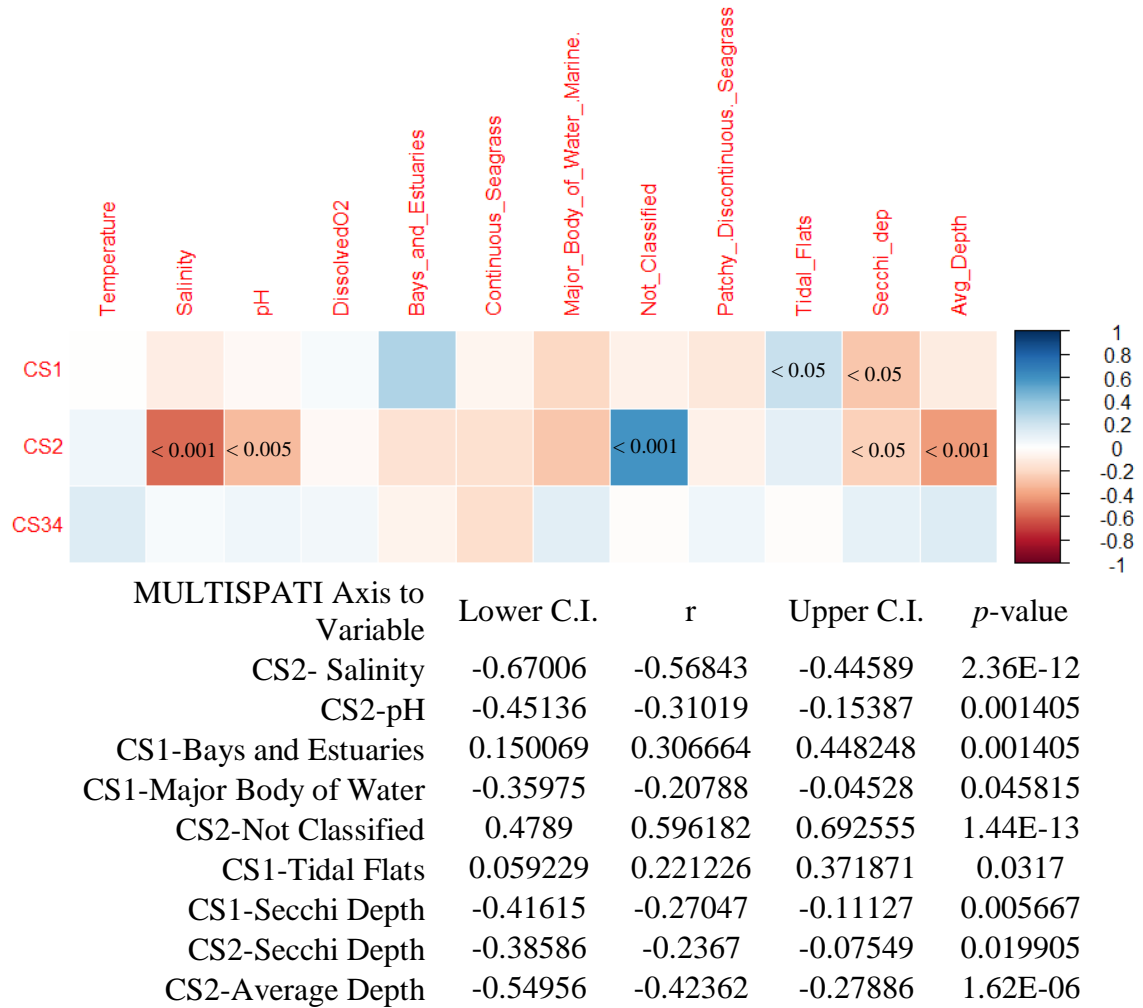 Temperature
Salinity
pH
DissolvedO2
Bays_and_Estuaries
Continuous_Seagrass
Major_Body_of_Water_.Marine.
Not_Classified
Patchy_.Discontinuous._Seagrass
Tidal_Flats
Secchi_dep
Avg_Depth
CS1 < 0.05 < 0.05
CS2 < 0.001 < 0.005 < 0.001 < 0.05 < 0.001
CS34
1
0.8
0.6
0.4
0.2
0
-0.2
-0.4
-0.6
-0.8
-1
MULTISPATI Axis to
Variable Lower C.I. r Upper C.I. p-value
CS2- Salinity -0.67006 -0.56843 -0.44589 2.36E-12
CS2-pH -0.45136 -0.31019 -0.15387 0.001405
CS1-Bays and Estuaries 0.150069 0.306664 0.448248 0.001405
CS1-Major Body of Water -0.35975 -0.20788 -0.04528 0.045815
CS2-Not Classified 0.4789 0.596182 0.692555 1.44E-13
CS1-Tidal Flats 0.059229 0.221226 0.371871 0.0317
CS1-Secchi Depth -0.41615 -0.27047 -0.11127 0.005667
CS2-Secchi Depth -0.38586 -0.2367 -0.07549 0.019905
CS2-Average Depth -0.54956 -0.42362 -0.27886 1.62E-06